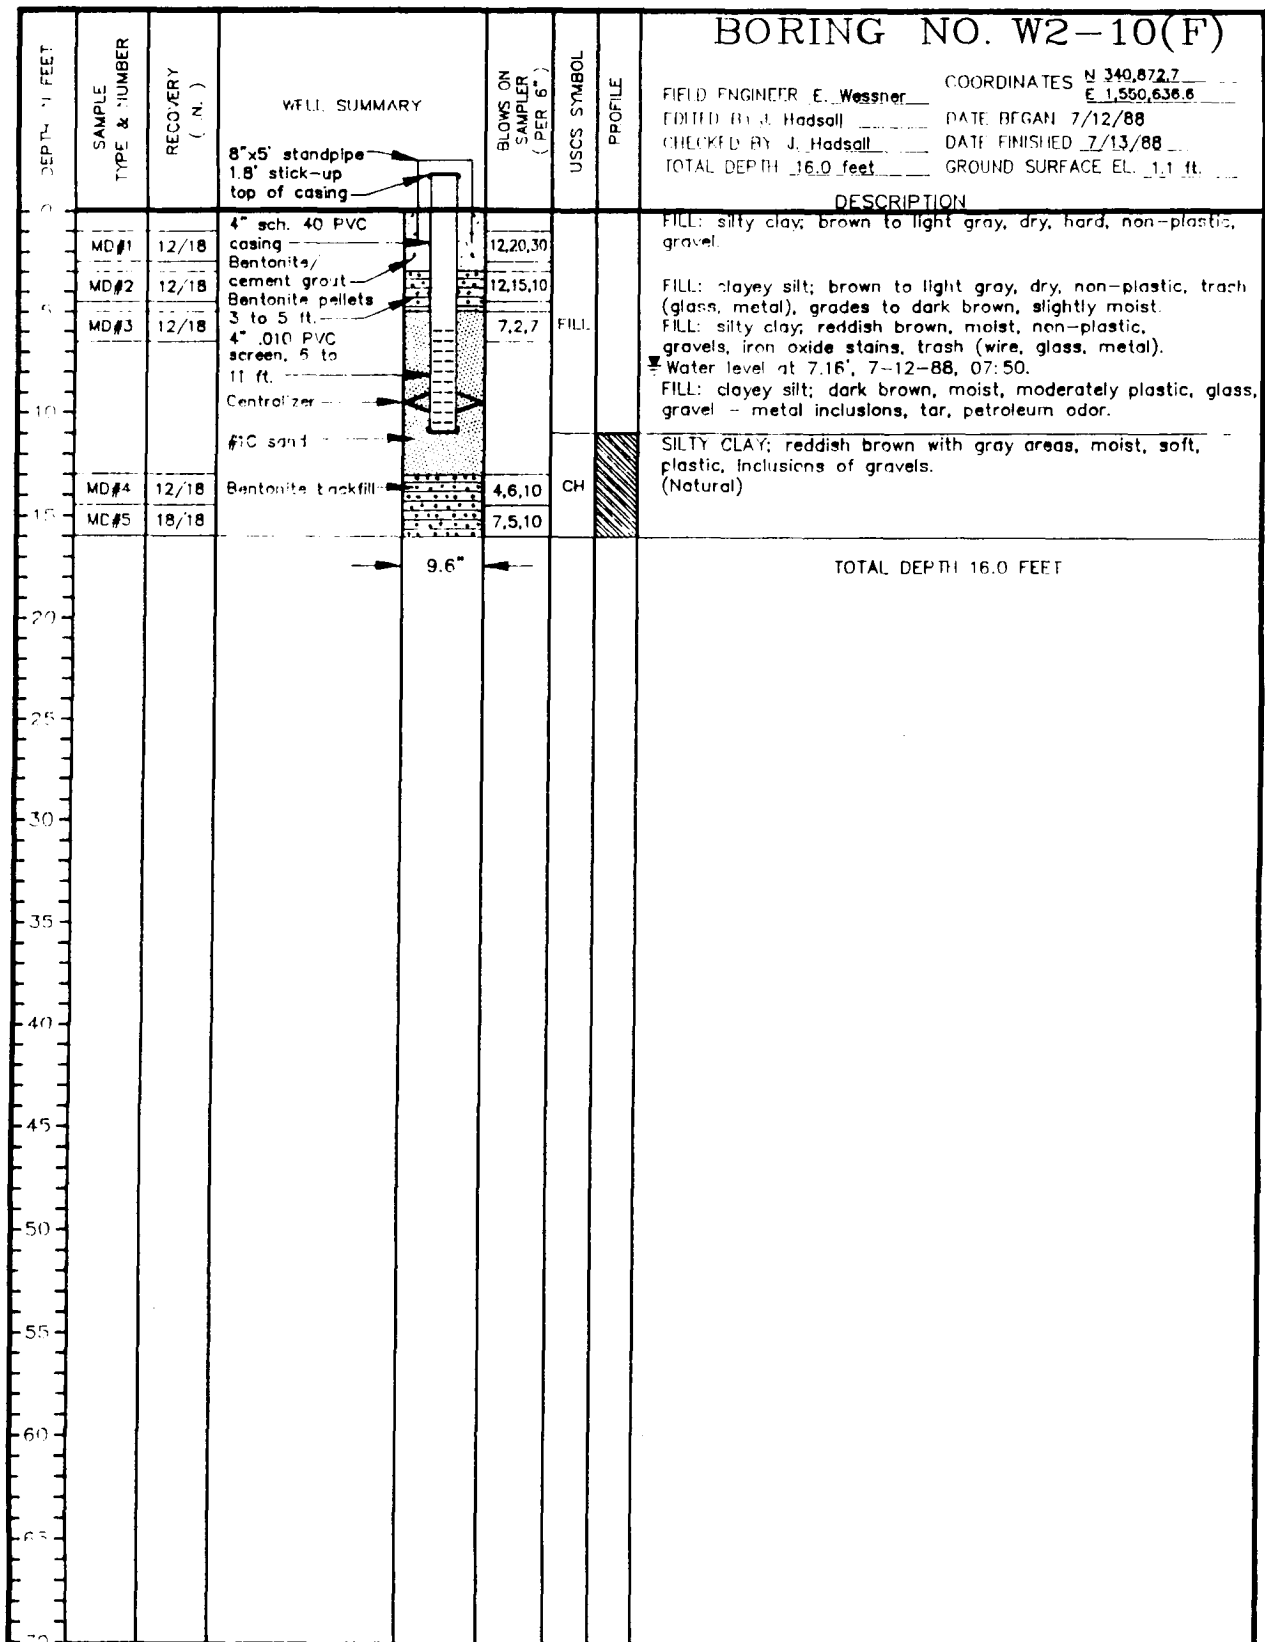 BORING NO. W2-10(F)
FIELD ENGINEER E. Wessner
COORDINATES N 340,872.7
E 1,550,636.6
EDITED BY J. Hadsall
DATE BEGAN 7/12/88
CHECKED BY J. Hadsall
DATE FINISHED 7/13/88
TOTAL DEPTH 16.0 feet
GROUND SURFACE EL. 1.1 ft.
DEPTH FEET
SAMPLE
TYPE & NUMBER
RECOVERY
WELL SUMMARY
BLOWS ON
SAMPLER
(PER 6")
USCS SYMBOL
PROFILE
DESCRIPTION
8"x5' standpipe
1.8' stick-up
top of casing
4" sch. 40 PVC
casing
Bentonite/
cement grout
Bentonite pellets
3 to 5 ft.
4" .010 PVC
screen, 6 to
11 ft.
Centralizer
#1C sand
Bentonite backfill
9.6"
MD#1 12/18 12,20,30
MD#2 12/18 12,15,10
MD#3 12/18 7,2,7 FILL
MD#4 12/18 4,6,10 CH
MC#5 18/18 7,5,10
FILL: silty clay; brown to light gray, dry, hard, non-plastic,
gravel.
FILL: clayey silt; brown to light gray, dry, non-plastic, trash
(glass, metal), grades to dark brown, slightly moist.
FILL: silty clay; reddish brown, moist, non-plastic,
gravels, iron oxide stains, trash (wire, glass, metal).
Water level at 7.16', 7-12-88, 07:50.
FILL: clayey silt; dark brown, moist, moderately plastic, glass,
gravel - metal inclusions, tar, petroleum odor.
SILTY CLAY; reddish brown with gray areas, moist, soft,
plastic, Inclusions of gravels.
(Natural)
TOTAL DEPTH 16.0 FEET
0
5
10
15
20
25
30
35
40
45
50
55
60
65
70